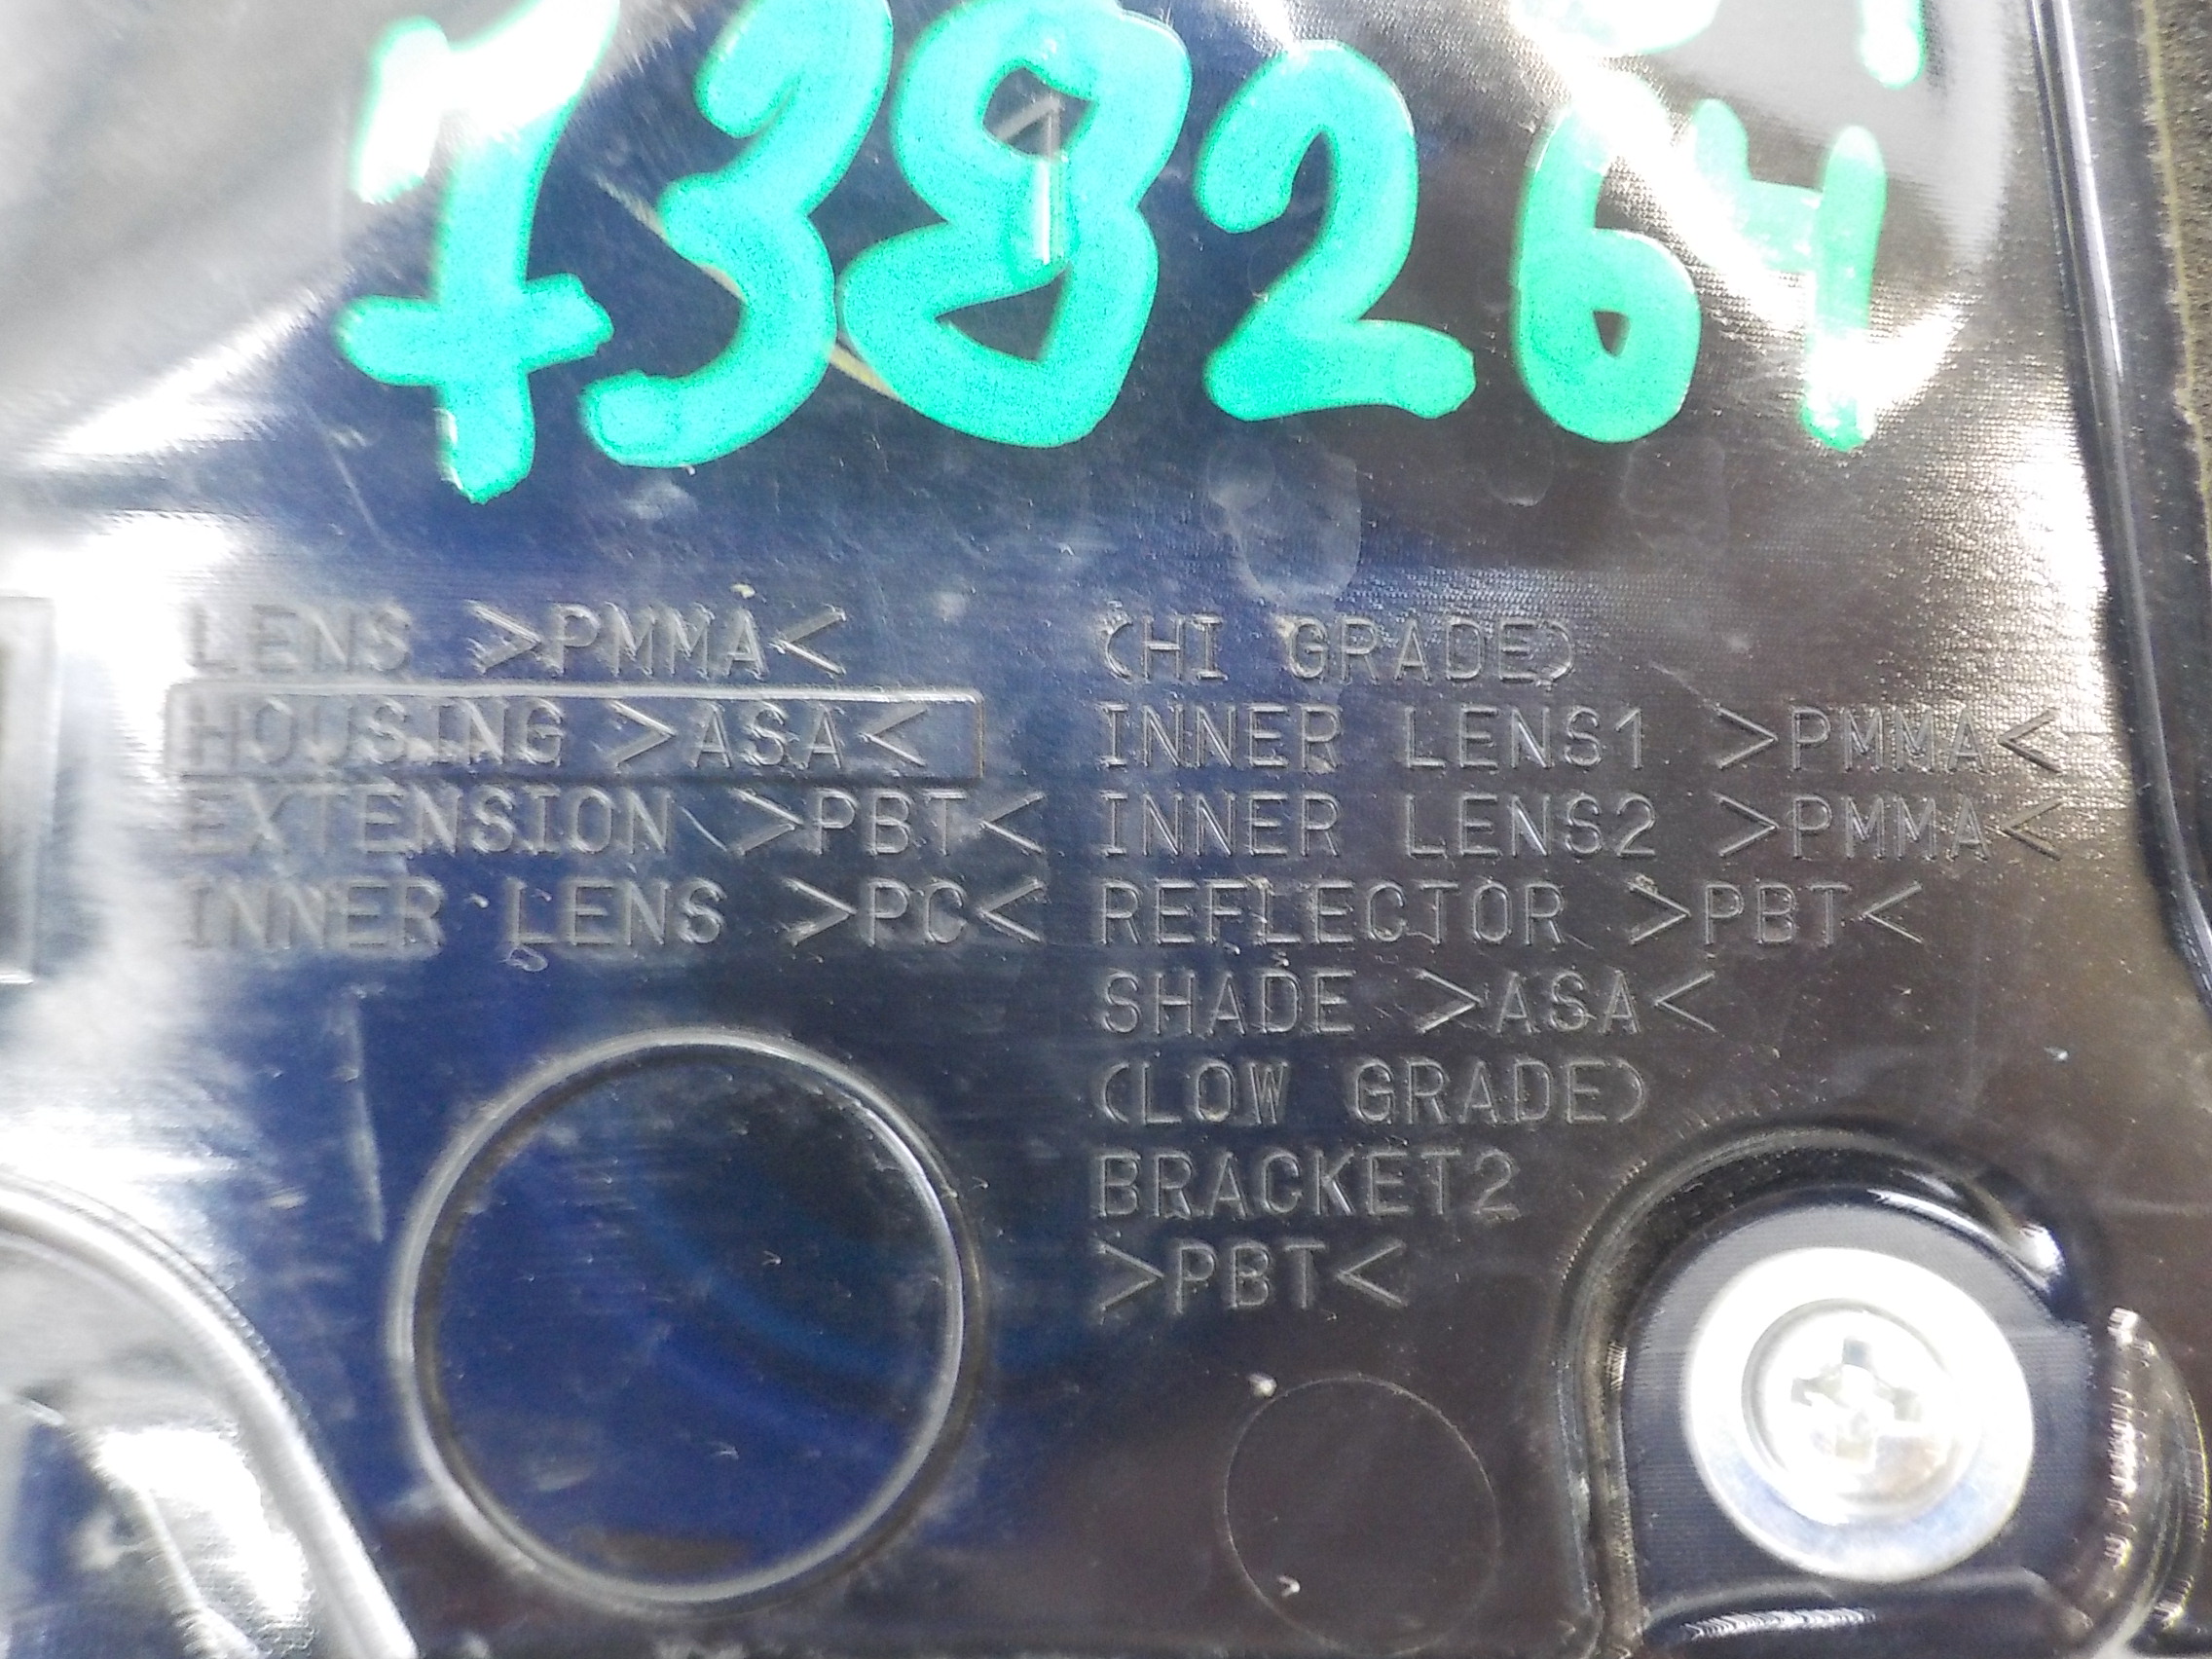 738264
LENS >PMMA<
HOUSING >ASA<
EXTENSION >PBT<
INNER LENS >PC<
(HI GRADE)
INNER LENS1 >PMMA<
INNER LENS2 >PMMA<
REFLECTOR >PBT<
SHADE >ASA<
(LOW GRADE)
BRACKET2
>PBT<